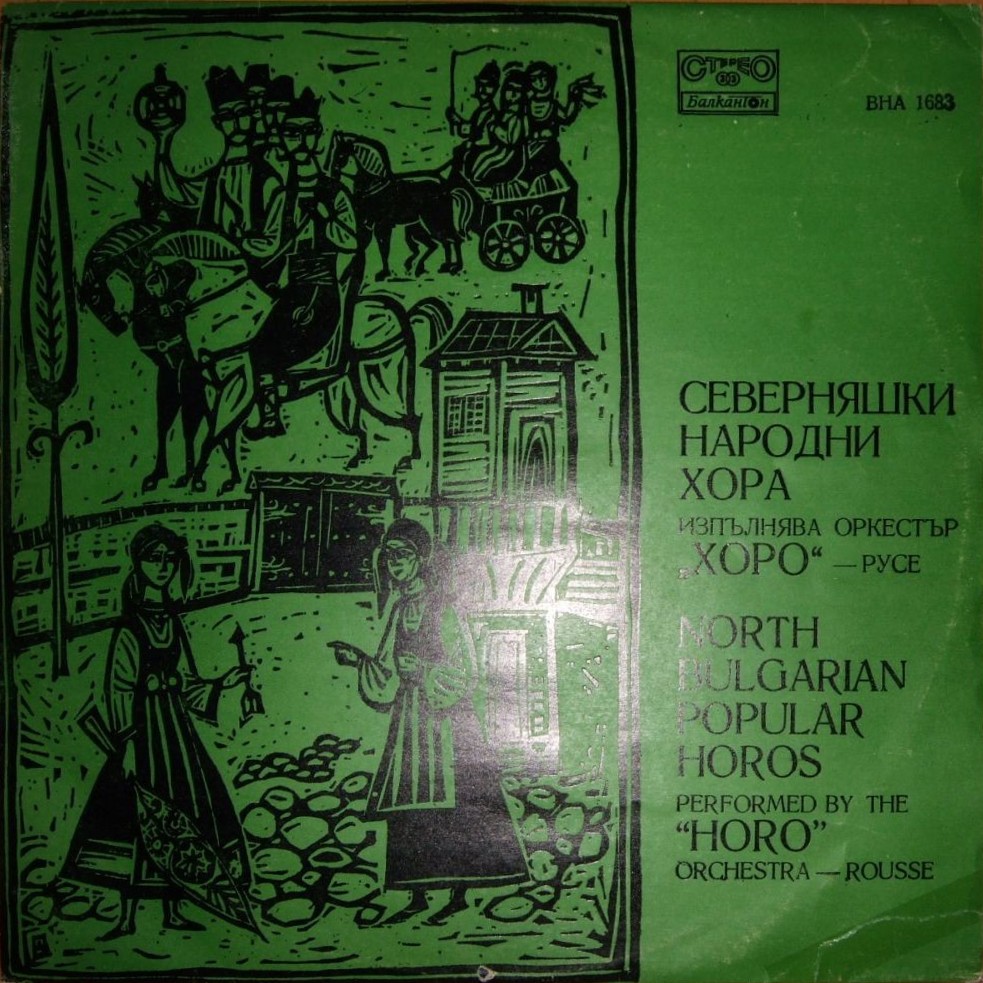 СТЕРЕО
33
Балкантон
ВНА 1683
СЕВЕРНЯШКИ
НАРОДНИ
ХОРА
ИЗПЪЛНЯВА ОРКЕСТЪР
„ХОРО“ — РУСЕ
NORTH
BULGARIAN
POPULAR
HOROS
PERFORMED BY THE
“HORO”
ORCHESTRA — ROUSSE